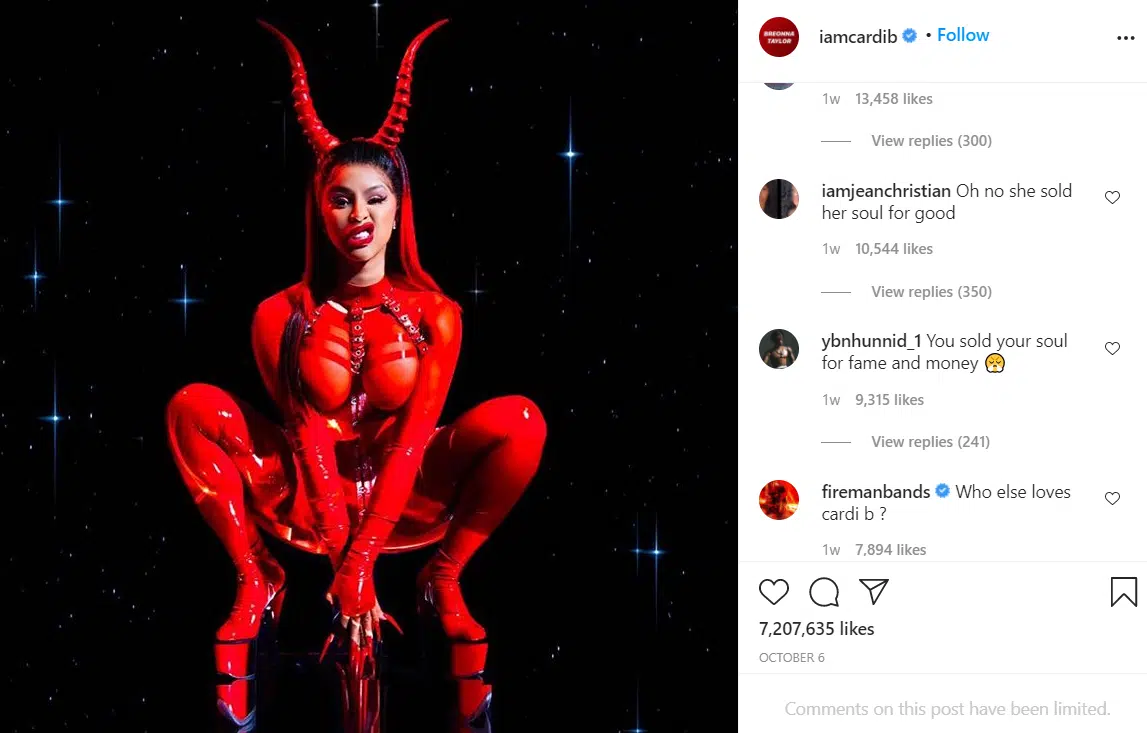 BREONNA
TAYLOR
iamcardib • Follow
1w 13,458 likes
View replies (300)
iamjeanchristian Oh no she sold
her soul for good
1w 10,544 likes
View replies (350)
ybnhunnid_1 You sold your soul
for fame and money 😤
1w 9,315 likes
View replies (241)
firemanbands Who else loves
cardi b ?
1w 7,894 likes
7,207,635 likes
OCTOBER 6
Comments on this post have been limited.